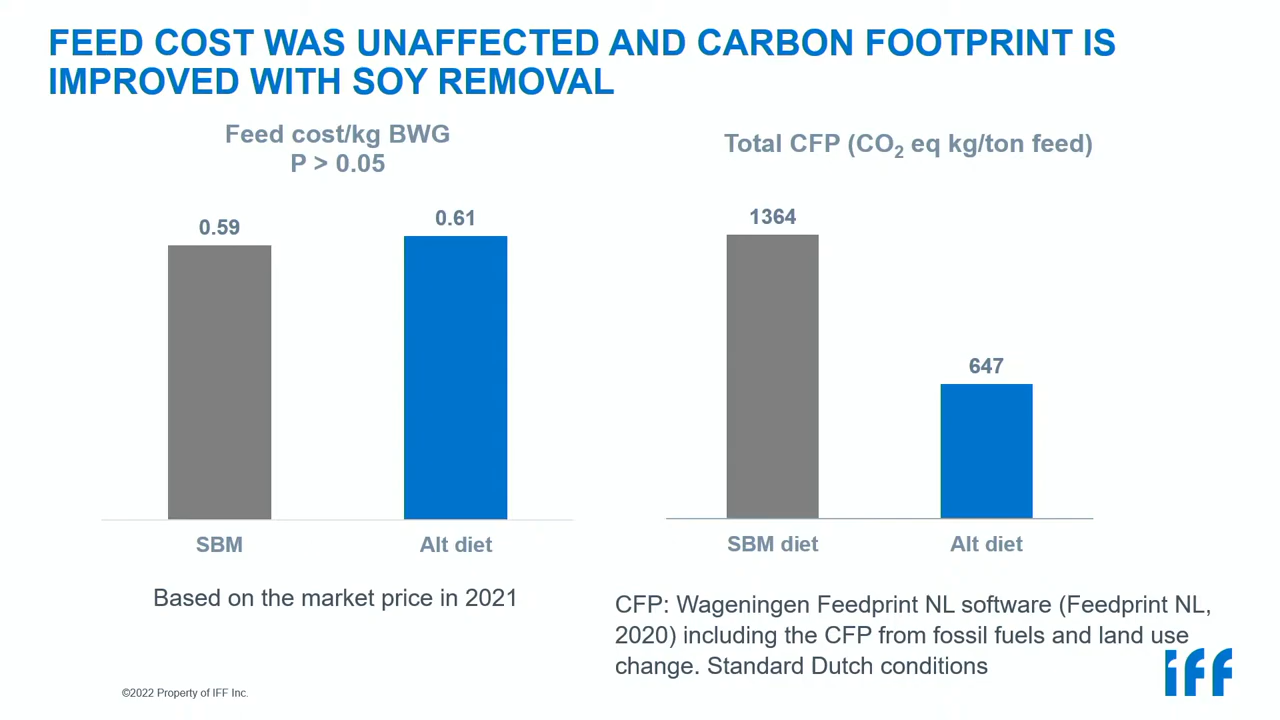 FEED COST WAS UNAFFECTED AND CARBON FOOTPRINT IS
IMPROVED WITH SOY REMOVAL
Feed cost/kg BWG
P > 0.05
0.59
0.61
SBM
Alt diet
Based on the market price in 2021
Total CFP (CO₂ eq kg/ton feed)
1364
647
SBM diet
Alt diet
CFP: Wageningen Feedprint NL software (Feedprint NL,
2020) including the CFP from fossil fuels and land use
change. Standard Dutch conditions
©2022 Property of IFF Inc.
iff